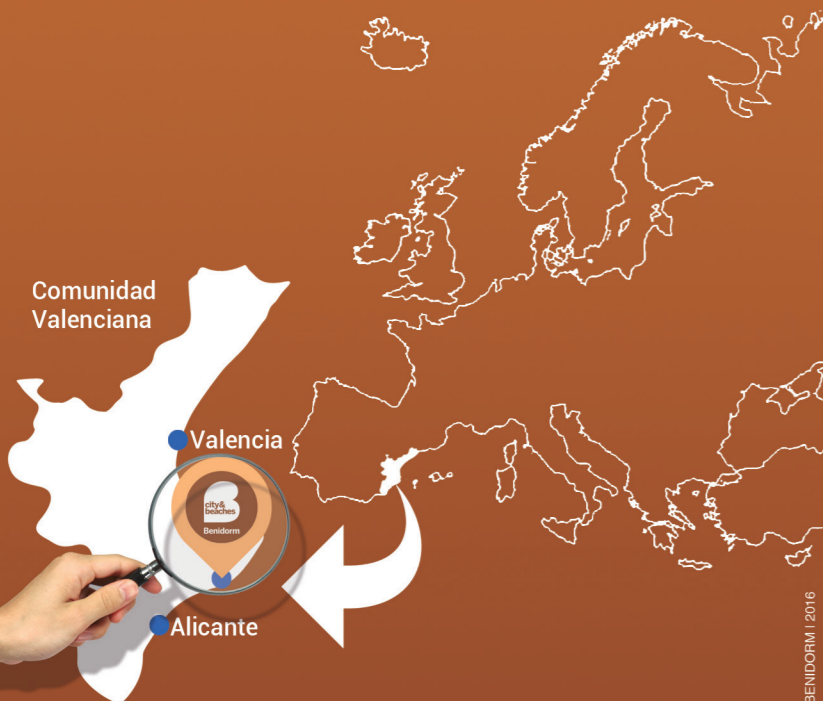 Comunidad
Valenciana
Valencia
city&
beaches
Benidorm
Alicante
BENIDORM | 2016